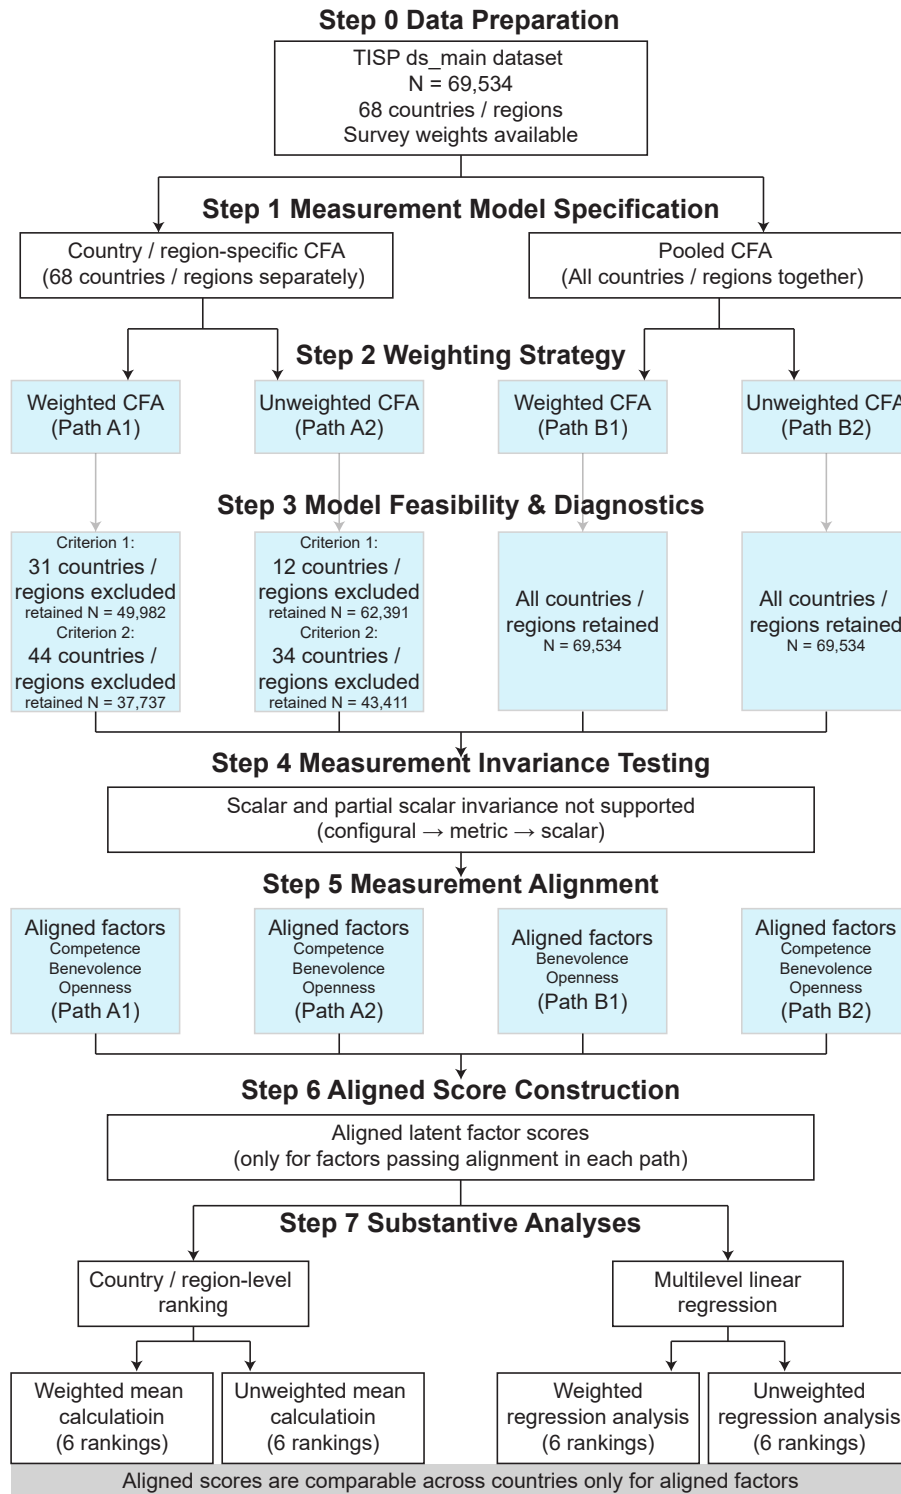 Step 0 Data Preparation
TISP ds_main dataset
N = 69,534
68 countries / regions
Survey weights available
Step 1 Measurement Model Specification
Country / region-specific CFA
(68 countries / regions separately)
Pooled CFA
(All countries / regions together)
Step 2 Weighting Strategy
Weighted CFA
(Path A1)
Unweighted CFA
(Path A2)
Weighted CFA
(Path B1)
Unweighted CFA
(Path B2)
Step 3 Model Feasibility & Diagnostics
Criterion 1:
31 countries /
regions excluded
retained N = 49,982
Criterion 2:
44 countries /
regions excluded
retained N = 37,737
Criterion 1:
12 countries /
regions excluded
retained N = 62,391
Criterion 2:
34 countries /
regions excluded
retained N = 43,411
All countries /
regions retained
N = 69,534
All countries /
regions retained
N = 69,534
Step 4 Measurement Invariance Testing
Scalar and partial scalar invariance not supported
(configural → metric → scalar)
Step 5 Measurement Alignment
Aligned factors
Competence
Benevolence
Openness
(Path A1)
Aligned factors
Competence
Benevolence
Openness
(Path A2)
Aligned factors
Benevolence
Openness
(Path B1)
Aligned factors
Competence
Benevolence
Openness
(Path B2)
Step 6 Aligned Score Construction
Aligned latent factor scores
(only for factors passing alignment in each path)
Step 7 Substantive Analyses
Country / region-level
ranking
Multilevel linear
regression
Weighted mean
calculatioin
(6 rankings)
Unweighted mean
calculatioin
(6 rankings)
Weighted
regression analysis
(6 rankings)
Unweighted
regression analysis
(6 rankings)
Aligned scores are comparable across countries only for aligned factors